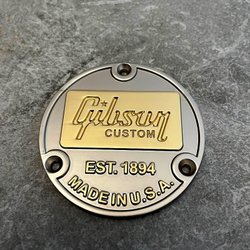 Gibson
CUSTOM
EST. 1894
MADE IN U.S.A.